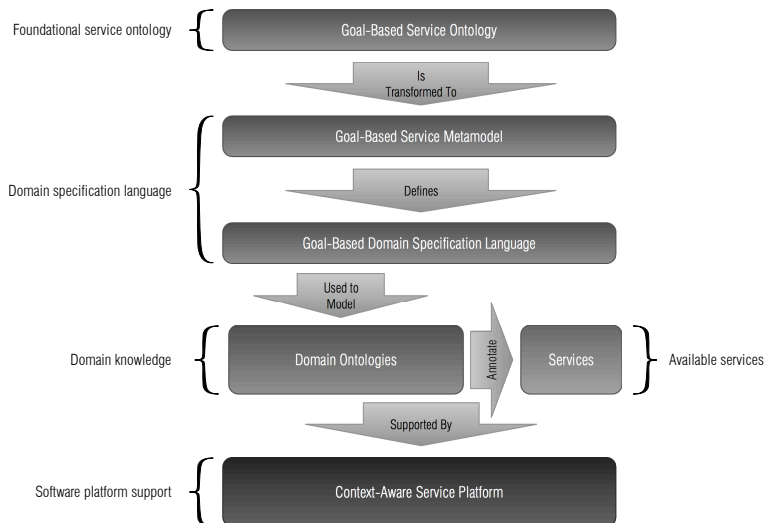 Foundational service ontology
Goal-Based Service Ontology
Is
Transformed To
Goal-Based Service Metamodel
Domain specification language
Defines
Goal-Based Domain Specification Language
Used to
Model
Domain knowledge
Domain Ontologies
Annotate
Services
Available services
Supported By
Software platform support
Context-Aware Service Platform